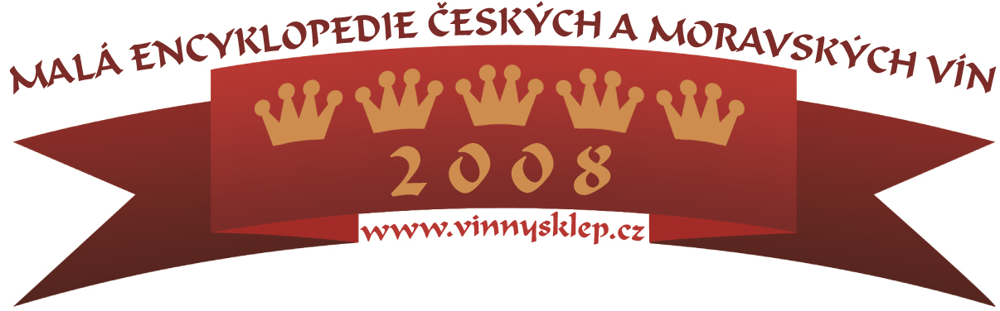 MALÁ ENCYKLOPEDIE ČESKÝCH A MORAVSKÝCH VÍN
2008
www.vinnysklep.cz